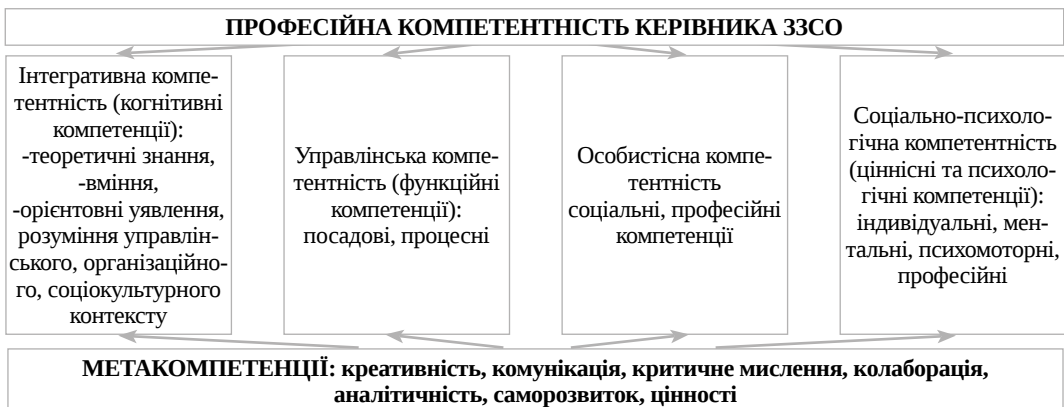 ПРОФЕСІЙНА КОМПЕТЕНТНІСТЬ КЕРІВНИКА ЗЗСО
Інтегративна компе-
тентність (когнітивні
компетенції):
-теоретичні знання,
-вміння,
-орієнтовні уявлення,
розуміння управлін-
ського, організаційно-
го, соціокультурного
контексту
Управлінська компе-
тентність (функційні
компетенції):
посадові, процесні
Особистісна компе-
тентність
соціальні, професійні
компетенції
Соціально-психоло-
гічна компетентність
(ціннісні та психоло-
гічні компетенції):
індивідуальні, мен-
тальні, психомоторні,
професійні
МЕТАКОМПЕТЕНЦІЇ: креативність, комунікація, критичне мислення, колаборація,
аналітичність, саморозвиток, цінності